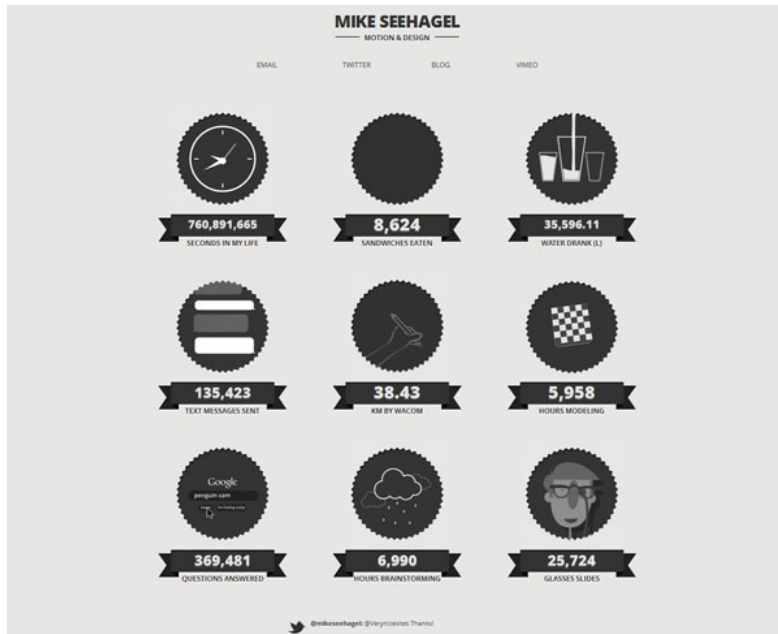 MIKE SEEHAGEL
MOTION & DESIGN
EMAIL TWITTER BLOG VIMEO
760,891,665 8,624 35,596.11
SECONDS IN MY LIFE SANDWICHES EATEN WATER DRANK (L)
135,423 38.43 5,958
TEXT MESSAGES SENT KM BY WACOM HOURS MODELING
Google
penguin cam
369,481 6,990 25,724
QUESTIONS ANSWERED HOURS BRAINSTORMING GLASSES SLIDES
@mikeseehagel: @Verynicesites Thanks!